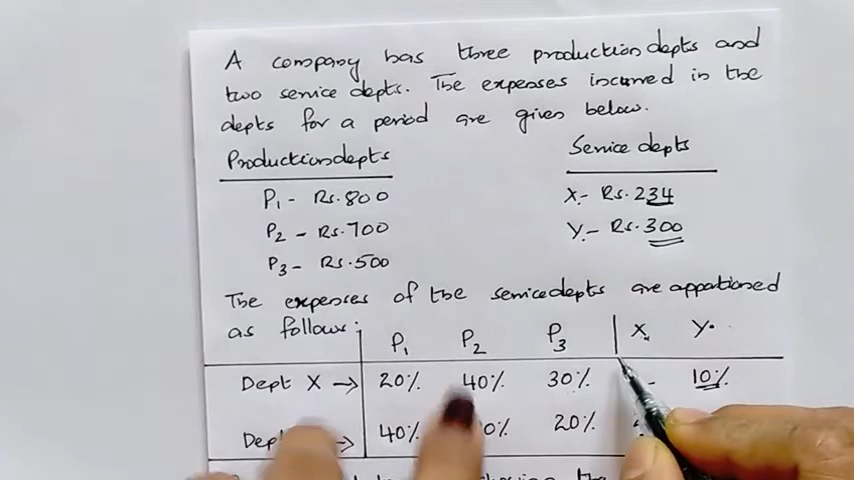 A company has three production depts and
two service depts. The expenses incurred in the
depts for a period are given below.
Production depts Service depts
P1 - Rs.800 X - Rs.234
P2 - Rs.700 Y - Rs.300
P3 - Rs.500
The expenses of the service depts are apportioned
as follows:
P1 P2 P3 X Y
Dept X → 20% 40% 30% - 10%
40% 20%